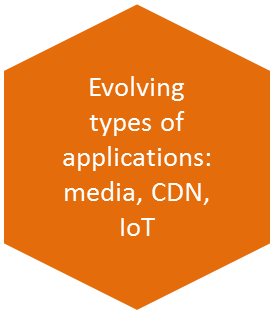 Evolving
types of
applications:
media, CDN,
IoT